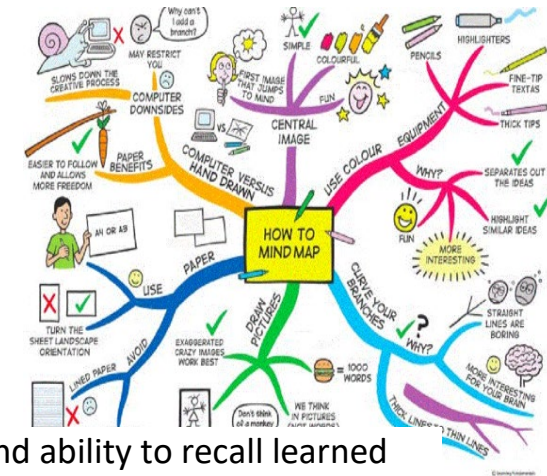 Why can't
I add a
branch?
MAY RESTRICT
YOU
SLOWS DOWN THE
CREATIVE PROCESS
COMPUTER
DOWNSIDES
EASIER TO FOLLOW
AND ALLOWS
MORE FREEDOM
PAPER
BENEFITS
VS
COMPUTER VERSUS
HAND DRAWN
SIMPLE
COLOURFUL
FIRST IMAGE
THAT JUMPS
TO MIND
FUN
CENTRAL
IMAGE
PENCILS
HIGHLIGHTERS
FINE-TIP
TEXTAS
THICK TIPS
EQUIPMENT
USE COLOUR
WHY?
SEPARATES OUT
THE IDEAS
HIGHLIGHT
SIMILAR IDEAS
FUN
MORE
INTERESTING
HOW TO
MIND MAP
A4 OR A3
PAPER
USE
TURN THE
SHEET LANDSCAPE
ORIENTATION
AVOID
LINED PAPER
DRAW
PICTURES
EXAGGERATED
CRAZY IMAGES
WORK BEST
= 1000
WORDS
Don't think
of a monkey
WE THINK
IN PICTURES
(NOT WORDS)
CURVE YOUR
BRANCHES
?
WHY?
STRAIGHT
LINES ARE
BORING
MORE INTERESTING
FOR YOUR BRAIN
THICK LINES
THIN LINES
nd ability to recall learned